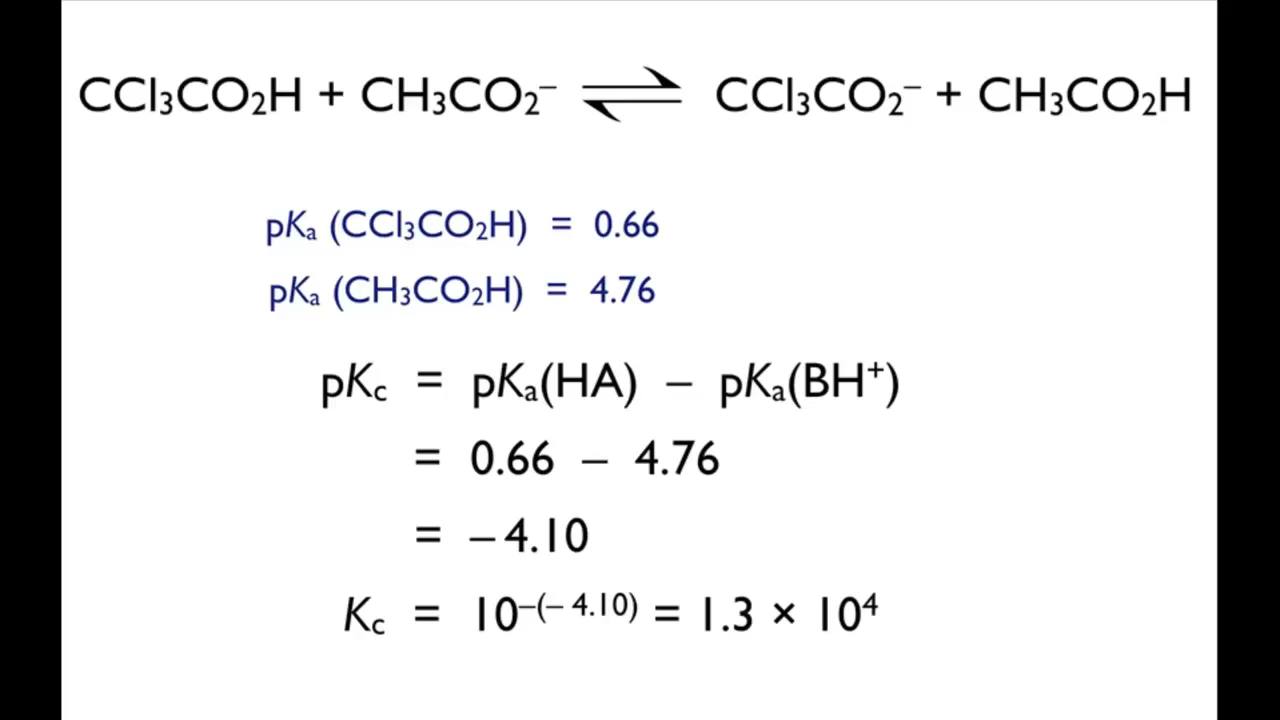 CCl₃CO₂H + CH₃CO₂⁻ ⇌ CCl₃CO₂⁻ + CH₃CO₂H
pKₐ (CCl₃CO₂H) = 0.66
pKₐ (CH₃CO₂H) = 4.76
pK꜀ = pKₐ(HA) – pKₐ(BH⁺)
= 0.66 – 4.76
= –4.10
K꜀ = 10⁻⁽⁻ ⁴·¹⁰⁾ = 1.3 × 10⁴